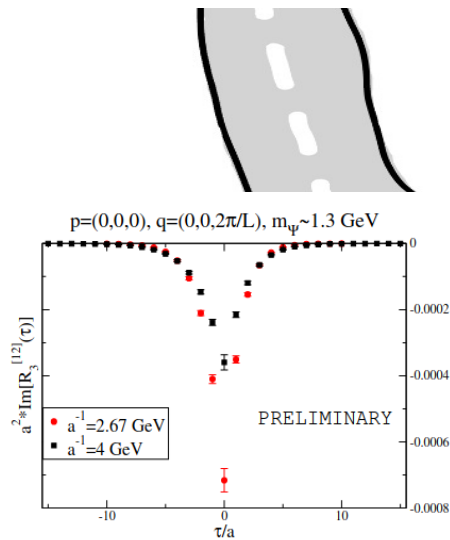 p=(0,0,0), q=(0,0,2π/L), m_Ψ~1.3 GeV
0
-0.0002
-0.0004
-0.0006
-0.0008
a²*Im[R₃^[12](τ)]
a⁻¹=2.67 GeV
a⁻¹=4 GeV
PRELIMINARY
-10 0 10
τ/a